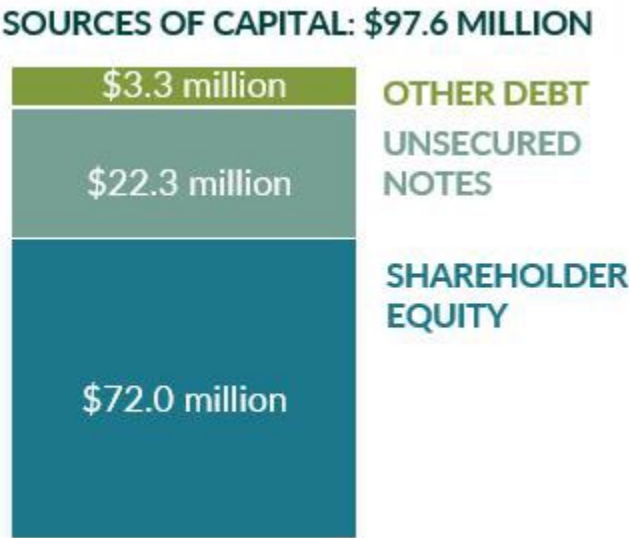 SOURCES OF CAPITAL: $97.6 MILLION
$3.3 million
OTHER DEBT
$22.3 million
UNSECURED
NOTES
$72.0 million
SHAREHOLDER
EQUITY